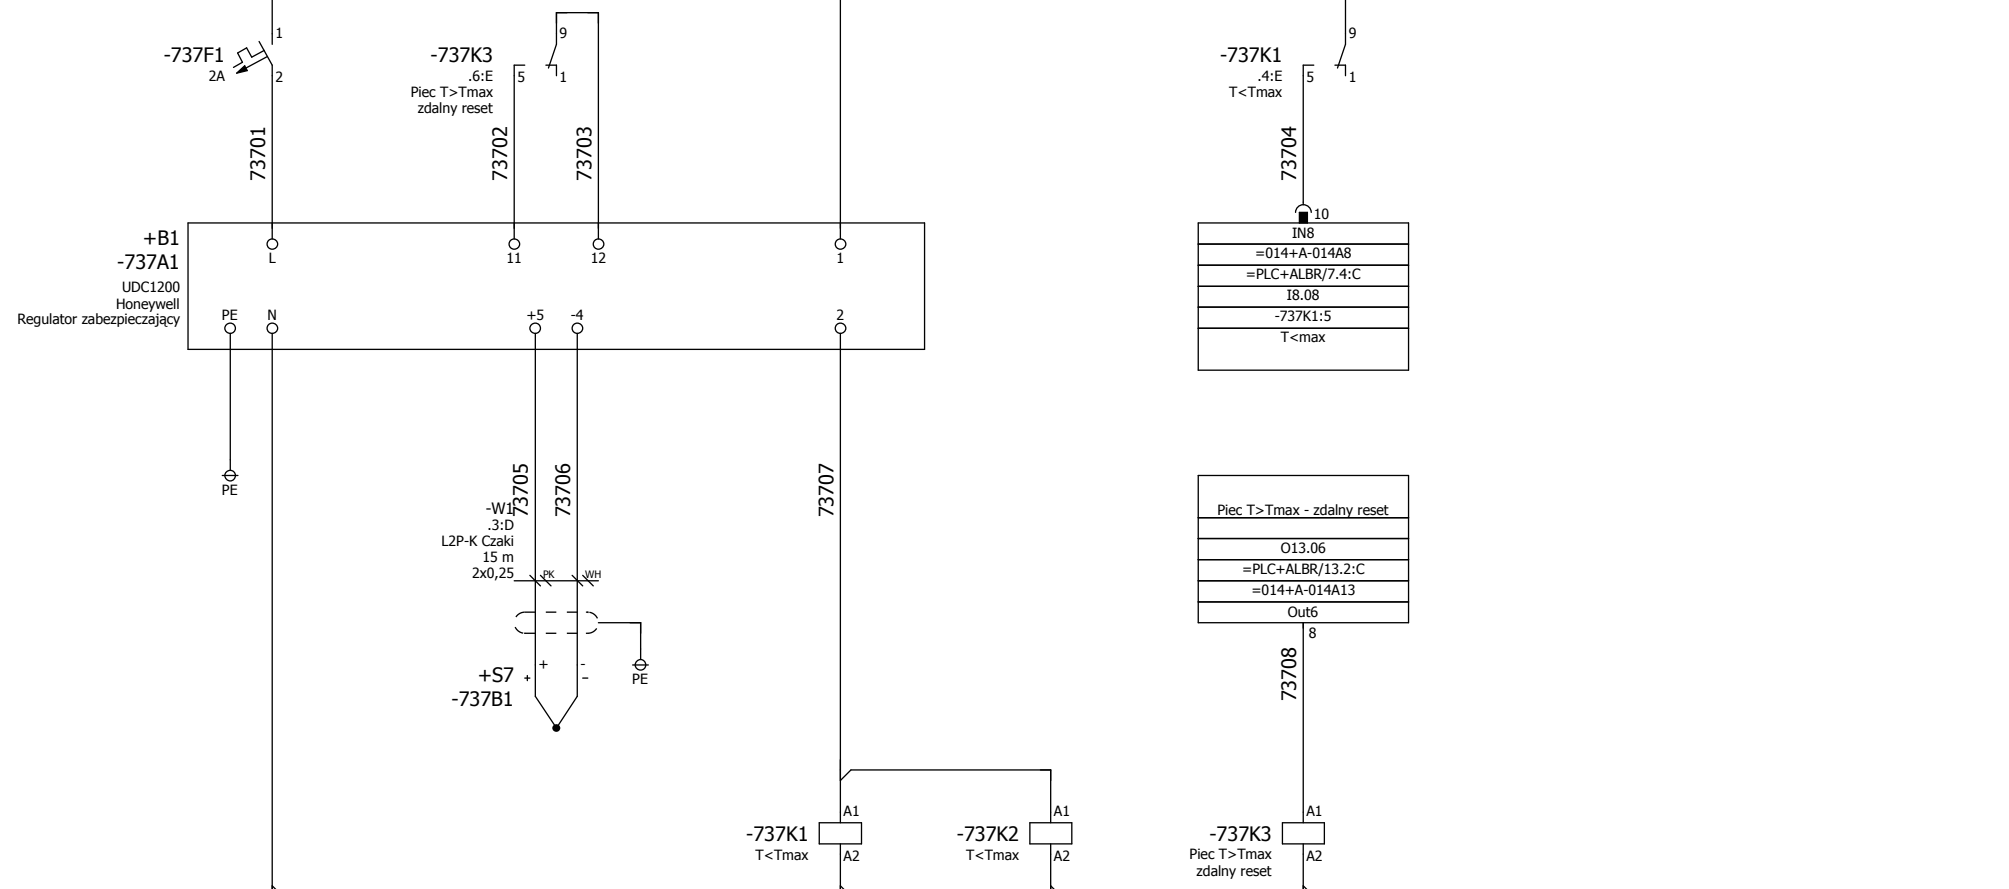 1
-737F1
2A
2
73701
9
-737K3
.6:E
5
1
Piec T>Tmax
zdalny reset
73702
73703
9
-737K1
.4:E
5
1
T<Tmax
73704
10
+B1
-737A1
UDC1200
Honeywell
Regulator zabezpieczający
L
11
12
1
PE
N
+5
-4
2
IN8
=014+A-014A8
=PLC+ALBR/7.4:C
I8.08
-737K1:5
T<max
PE
73705
73706
73707
-W1
.3:D
L2P-K Czaki
15 m
2x0,25
PK
WH
+
-
+S7
+
-
-737B1
PE
Piec T>Tmax - zdalny reset
O13.06
=PLC+ALBR/13.2:C
=014+A-014A13
Out6
8
73708
A1
-737K1
T<Tmax
A2
A1
-737K2
T<Tmax
A2
A1
-737K3
Piec T>Tmax
zdalny reset
A2